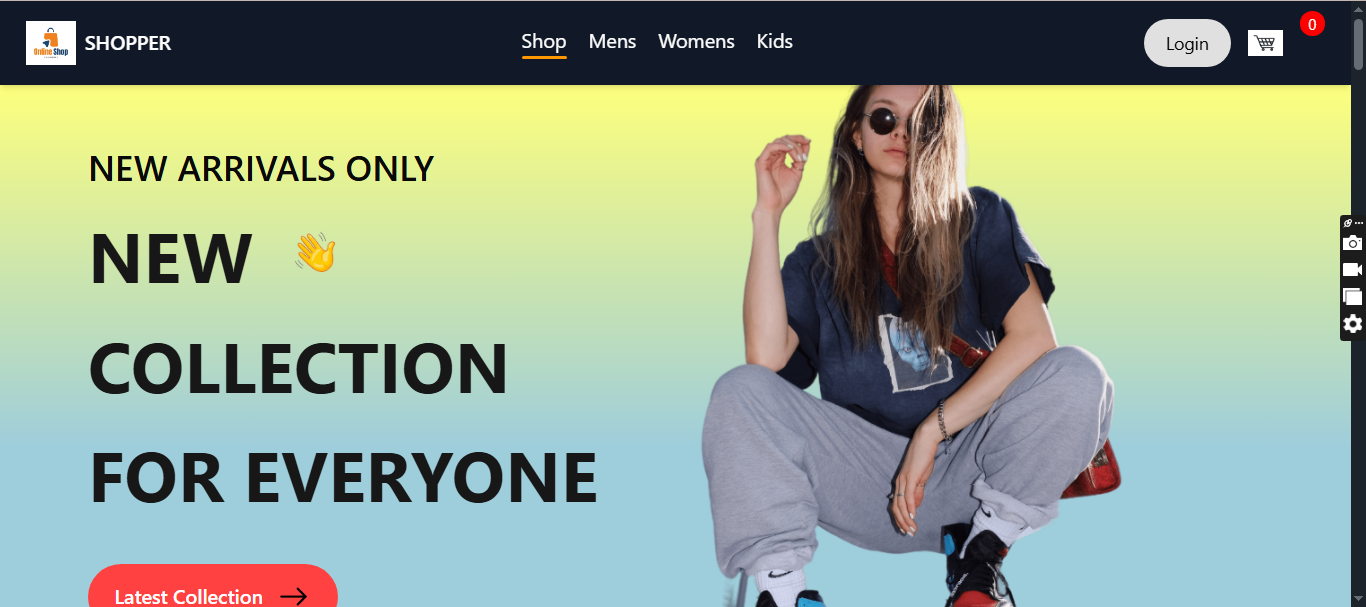 Online Shop
SHOPPER
Shop
Mens
Womens
Kids
Login
0
NEW ARRIVALS ONLY
NEW 👋
COLLECTION
FOR EVERYONE
Latest Collection →